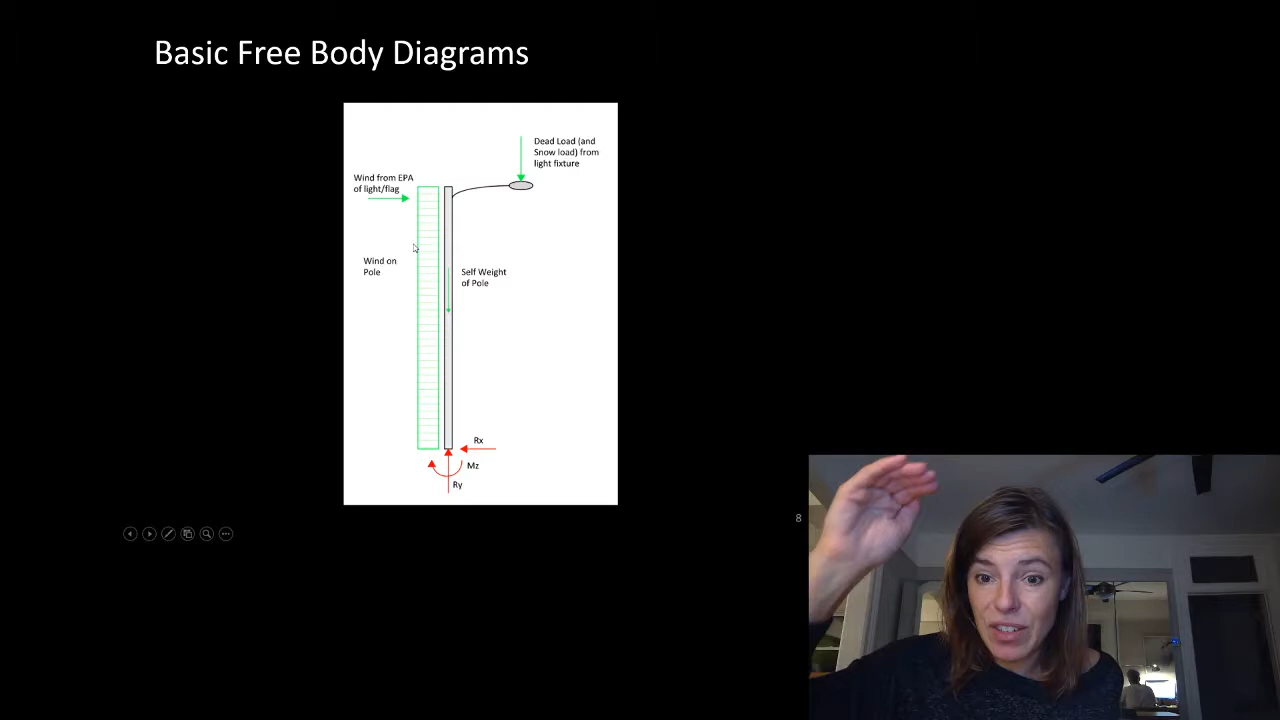 Basic Free Body Diagrams
Dead Load (and
Snow load) from
light fixture
Wind from EPA
of light/flag
Wind on
Pole
Self Weight
of Pole
Rx
Mz
Ry
8